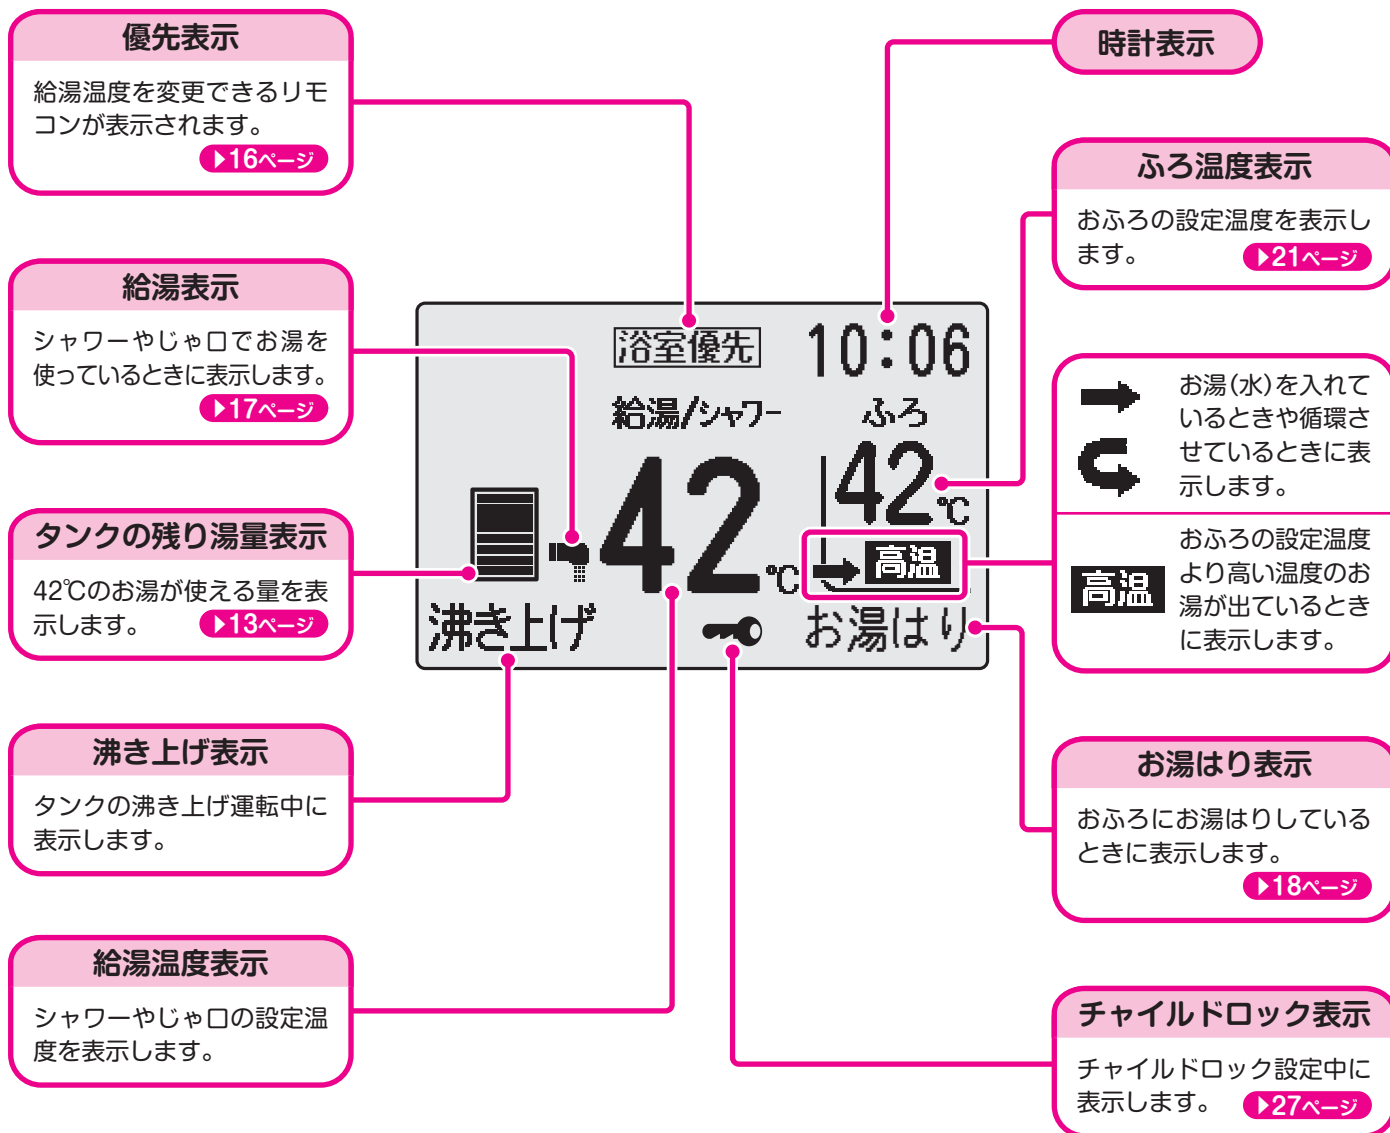 優先表示
給湯温度を変更できるリモ
コンが表示されます。
▶16ページ
給湯表示
シャワーやじゃ口でお湯を
使っているときに表示します。
▶17ページ
タンクの残り湯量表示
42℃のお湯が使える量を表
示します。 ▶13ページ
沸き上げ表示
タンクの沸き上げ運転中に
表示します。
給湯温度表示
シャワーやじゃ口の設定温
度を表示します。
浴室優先 10:06
給湯/シャワー ふろ
42℃ 42℃
高温
沸き上げ お湯はり
時計表示
ふろ温度表示
おふろの設定温度を表示し
ます。 ▶21ページ
お湯(水)を入れて
いるときや循環さ
せているときに表
示します。
高温
おふろの設定温度
より高い温度のお
湯が出ているとき
に表示します。
お湯はり表示
おふろにお湯はりしている
ときに表示します。
▶18ページ
チャイルドロック表示
チャイルドロック設定中に
表示します。 ▶27ページ